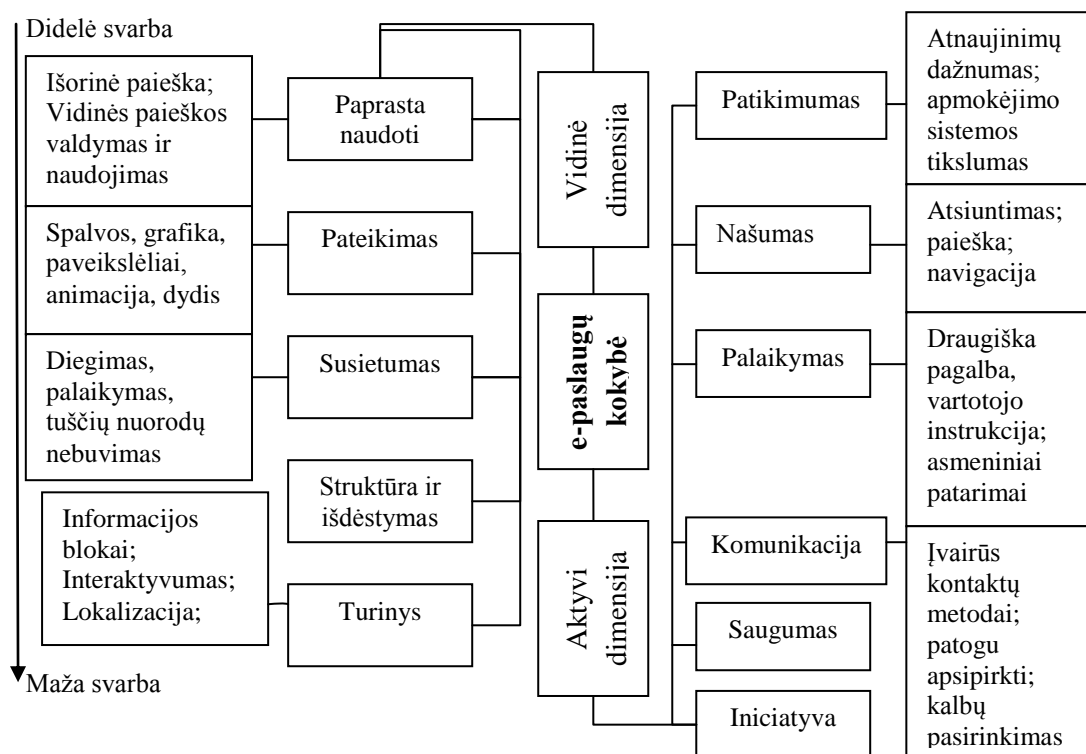 Didelė svarba
Išorinė paieška;
Vidinės paieškos
valdymas ir
naudojimas
Spalvos, grafika,
paveikslėliai,
animacija, dydis
Diegimas,
palaikymas,
tuščių nuorodų
nebuvimas
Informacijos
blokai;
Interaktyvumas;
Lokalizacija;
Maža svarba
Paprasta
naudoti
Pateikimas
Susietumas
Struktūra ir
išdėstymas
Turinys
Vidinė
dimensija
e-paslaugų
kokybė
Aktyvi
dimensija
Patikimumas
Našumas
Palaikymas
Komunikacija
Saugumas
Iniciatyva
Atnaujinimų
dažnumas;
apmokėjimo
sistemos
tikslumas
Atsiuntimas;
paieška;
navigacija
Draugiška
pagalba,
vartotojo
instrukcija;
asmeniniai
patarimai
Įvairūs
kontaktų
metodai;
patogu
apsipirkti;
kalbų
pasirinkimas